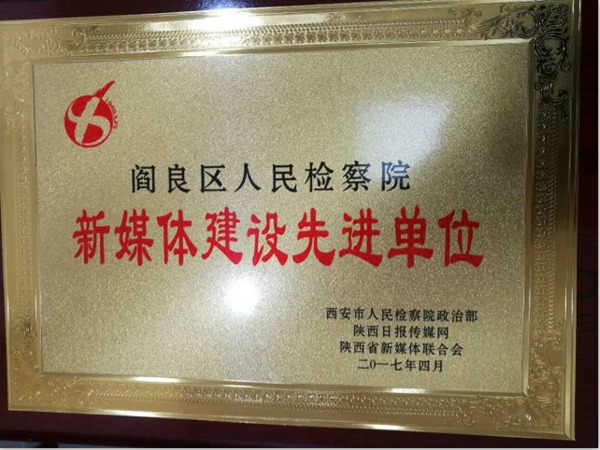 阎良区人民检察院
新媒体建设先进单位
西安市人民检察院政治部
陕西日报传媒网
陕西省新媒体联合会
二〇一七年四月